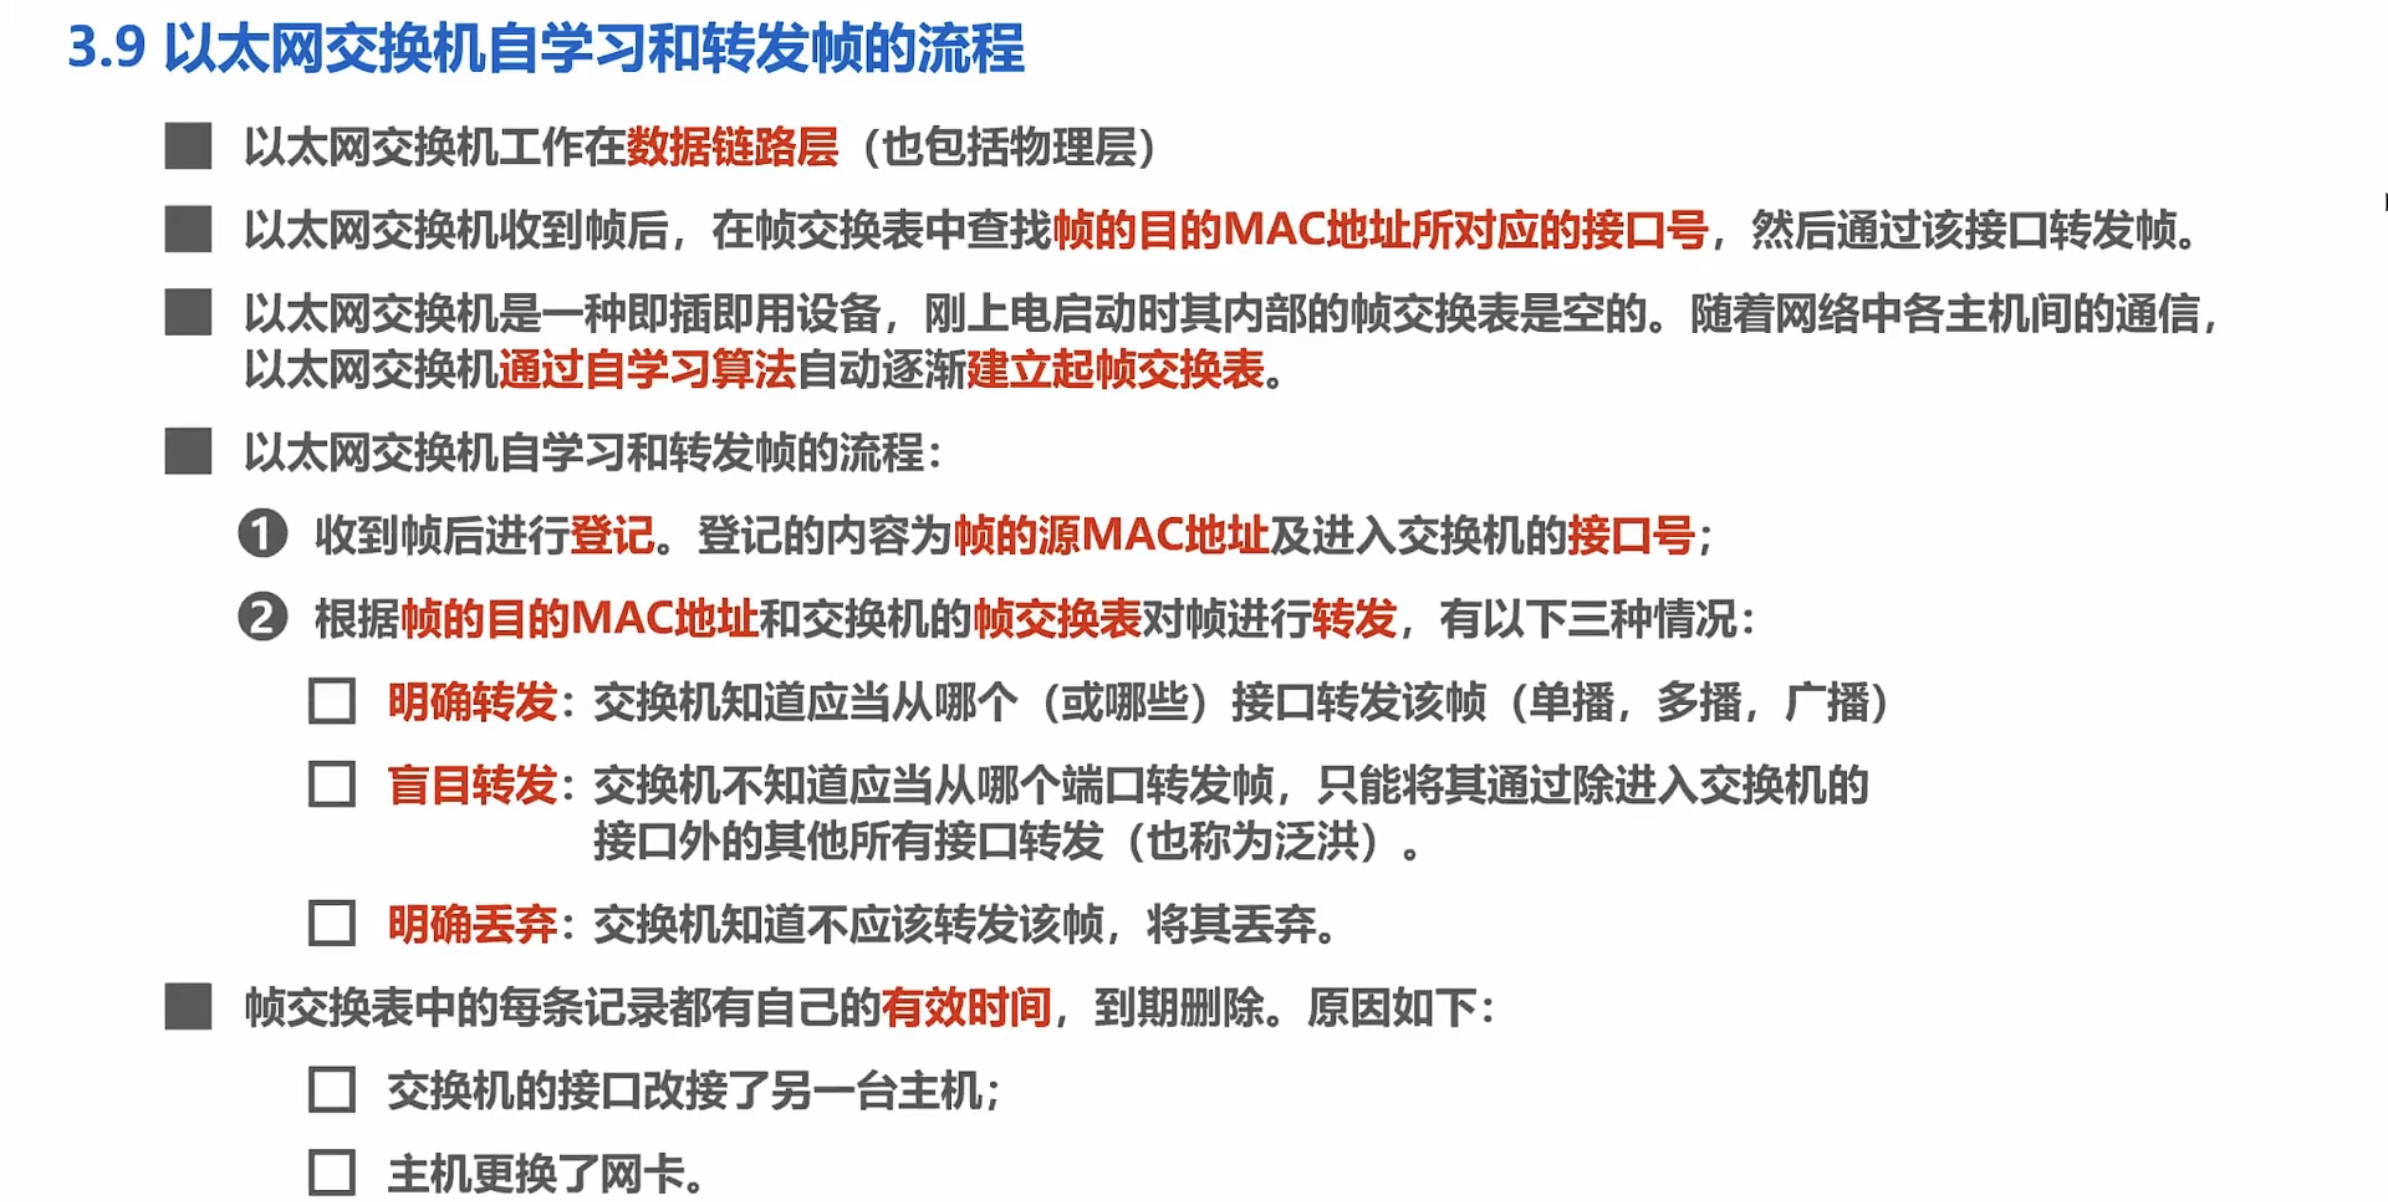 3.9 以太网交换机自学习和转发帧的流程
以太网交换机工作在数据链路层（也包括物理层）
以太网交换机收到帧后，在帧交换表中查找帧的目的MAC地址所对应的接口号，然后通过该接口转发帧。
以太网交换机是一种即插即用设备，刚上电启动时其内部的帧交换表是空的。随着网络中各主机间的通信，
以太网交换机通过自学习算法自动逐渐建立起帧交换表。
以太网交换机自学习和转发帧的流程：
❶ 收到帧后进行登记。登记的内容为帧的源MAC地址及进入交换机的接口号；
❷ 根据帧的目的MAC地址和交换机的帧交换表对帧进行转发，有以下三种情况：
明确转发：交换机知道应当从哪个（或哪些）接口转发该帧（单播，多播，广播）
盲目转发：交换机不知道应当从哪个端口转发帧，只能将其通过除进入交换机的
接口外的其他所有接口转发（也称为泛洪）。
明确丢弃：交换机知道不应该转发该帧，将其丢弃。
帧交换表中的每条记录都有自己的有效时间，到期删除。原因如下：
交换机的接口改接了另一台主机；
主机更换了网卡。